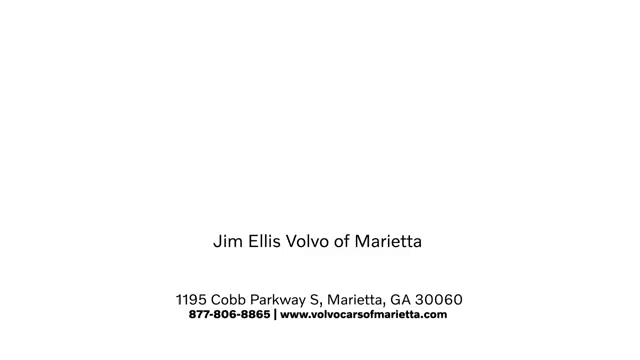 Jim Ellis Volvo of Marietta
1195 Cobb Parkway S, Marietta, GA 30060
877-806-8865 | www.volvocarsofmarietta.com